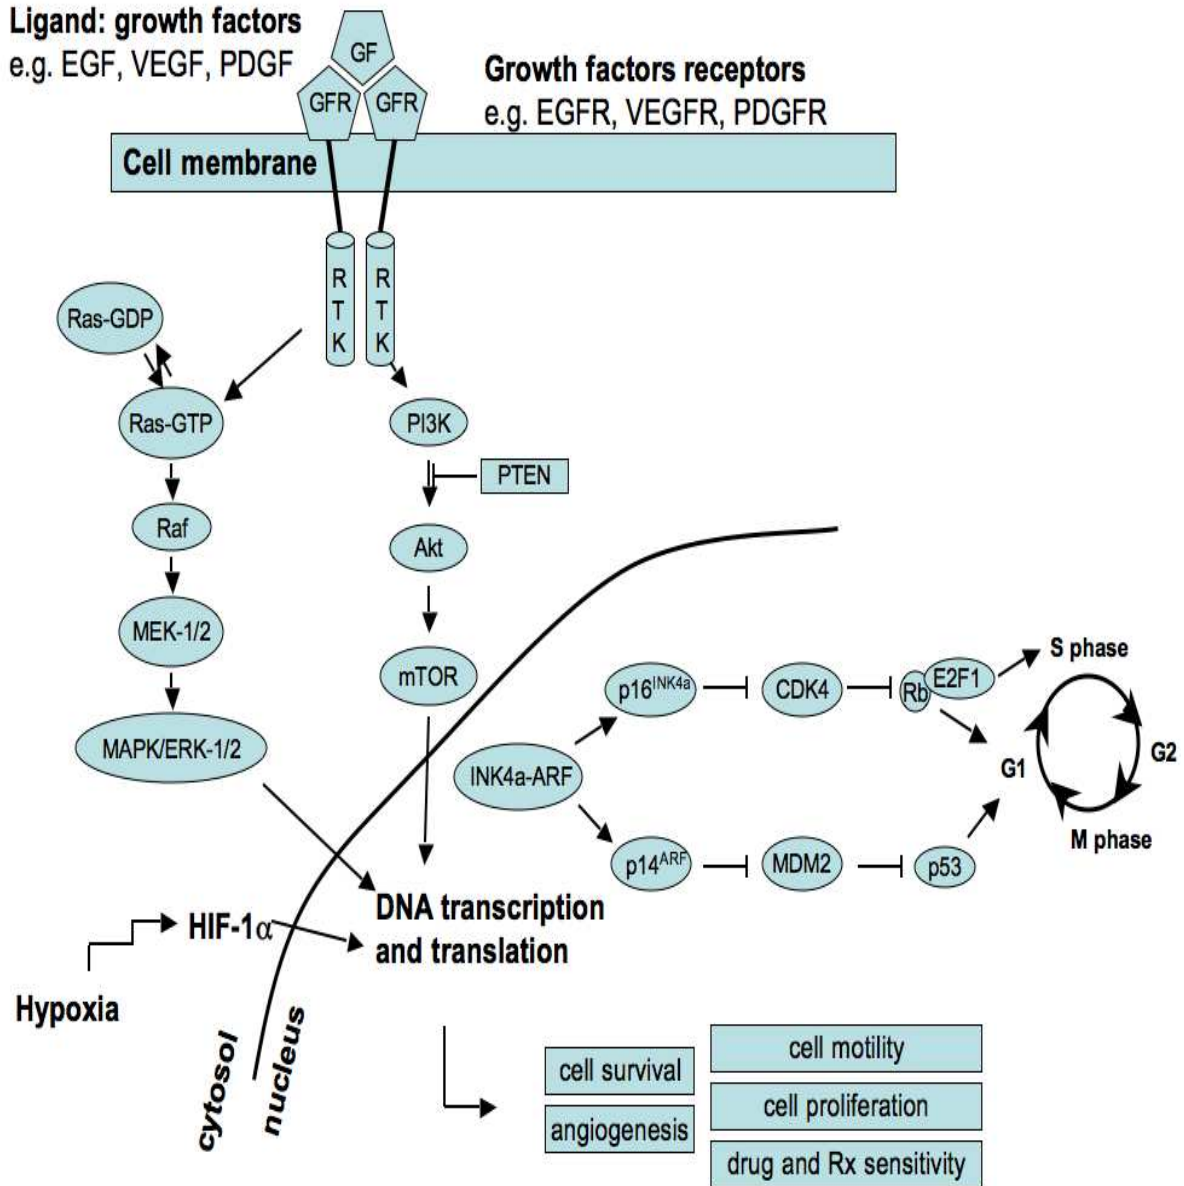 Ligand: growth factors
e.g. EGF, VEGF, PDGF
GF
GFR
GFR
Growth factors receptors
e.g. EGFR, VEGFR, PDGFR
Cell membrane
R
T
K
R
T
K
Ras-GDP
Ras-GTP
PI3K
PTEN
Raf
Akt
MEK-1/2
mTOR
MAPK/ERK-1/2
INK4a-ARF
p16INK4a
CDK4
Rb
E2F1
S phase
G1
G2
M phase
p14ARF
MDM2
p53
DNA transcription
and translation
HIF-1α
Hypoxia
cytosol
nucleus
cell survival
angiogenesis
cell motility
cell proliferation
drug and Rx sensitivity